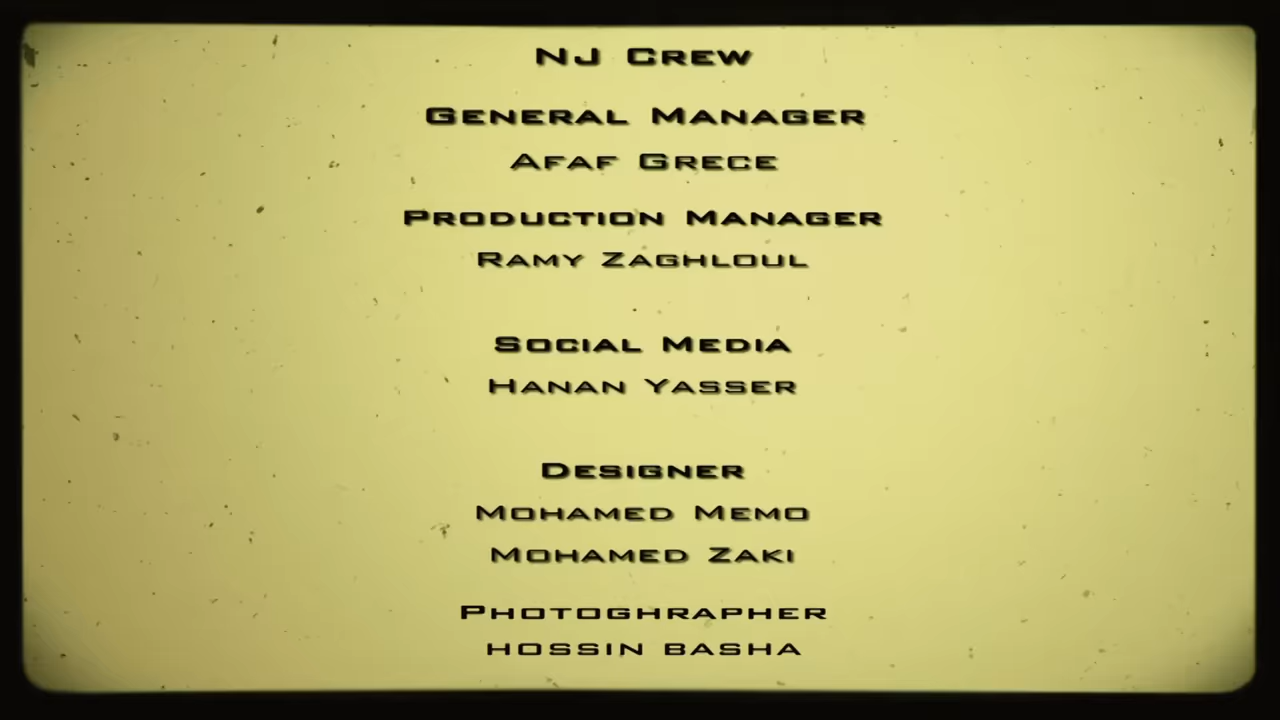 NJ Crew
General Manager
Afaf Grece
Production Manager
Ramy Zaghloul
Social Media
Hanan Yasser
Designer
Mohamed Memo
Mohamed Zaki
Photoghrapher
HOSSIN BASHA